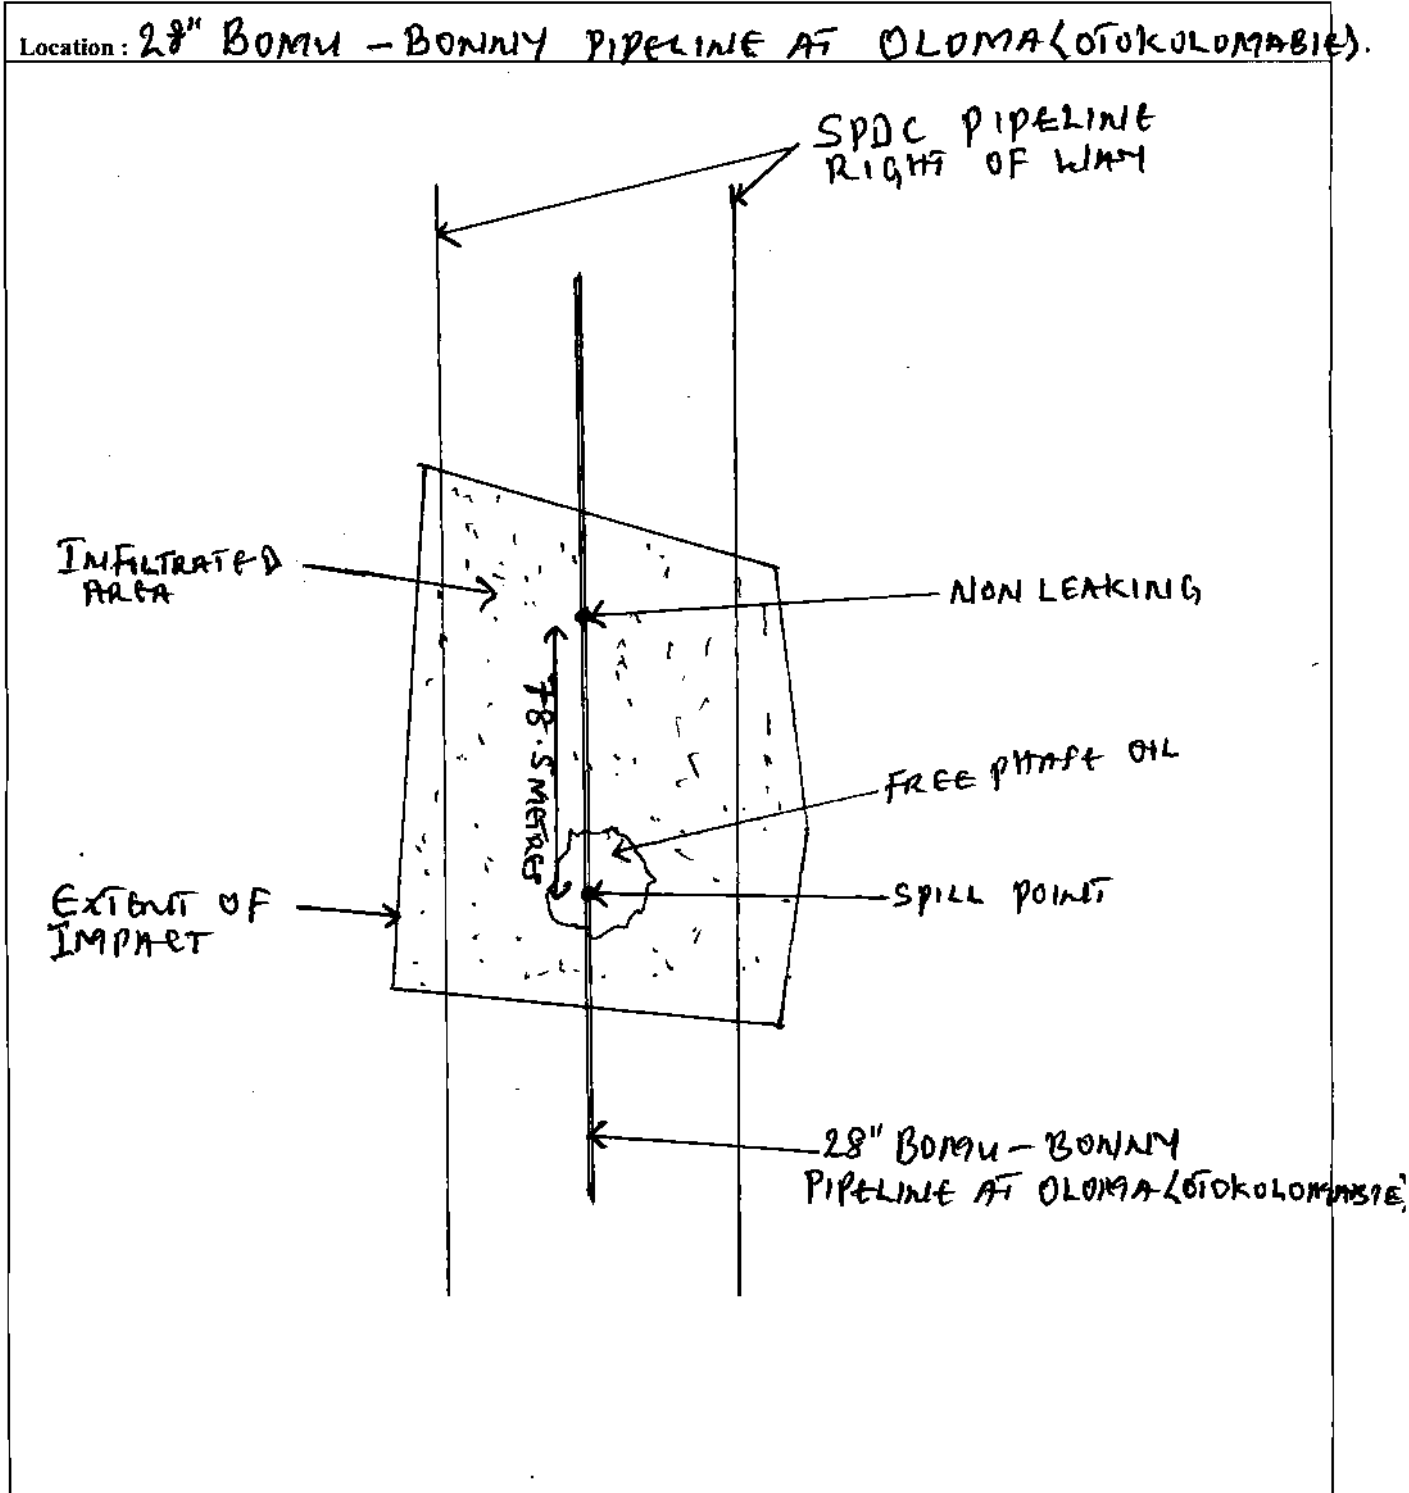 Location : 28" BOMU - BONNY PIPELINE AT OLOMA (OTOKOLOMABIE).
SPDC PIPELINE
RIGHT OF WAY
INFILTRATED
AREA
NON LEAKING
78.5 METRES
FREE PHASE OIL
EXTENT OF
IMPACT
SPILL POINT
28" BOMU - BONNY
PIPELINE AT OLOMA (OTOKOLOMABIE)